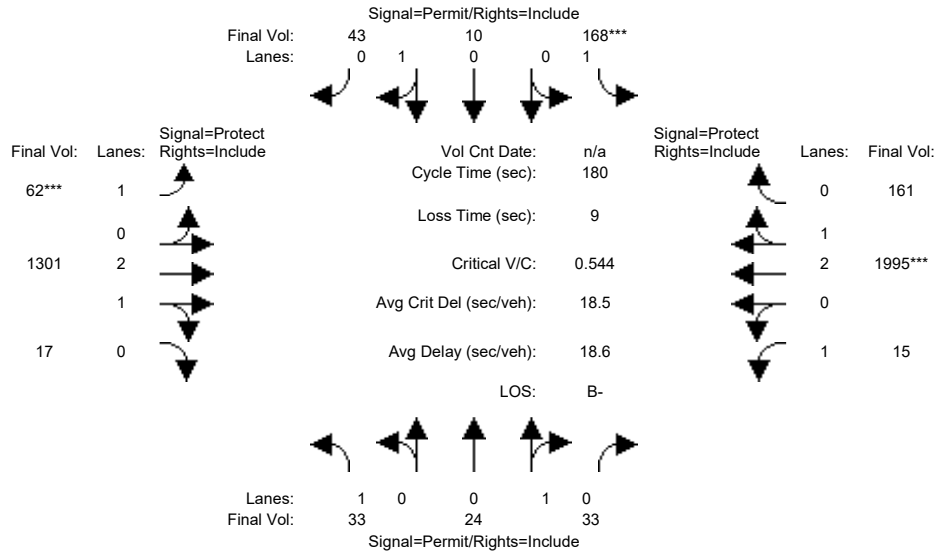 Signal=Permit/Rights=Include
Final Vol: 43 10 168***
Lanes: 0 1 0 0 1
Signal=Protect
Final Vol: Lanes: Rights=Include
Vol Cnt Date: n/a
Signal=Protect
Rights=Include Lanes: Final Vol:
Cycle Time (sec): 180
62*** 1
0 161
Loss Time (sec): 9
0
1
1301 2
Critical V/C: 0.544
2 1995***
1
Avg Crit Del (sec/veh): 18.5
0
17 0
Avg Delay (sec/veh): 18.6
1 15
LOS: B-
Lanes: 1 0 0 1 0
Final Vol: 33 24 33
Signal=Permit/Rights=Include